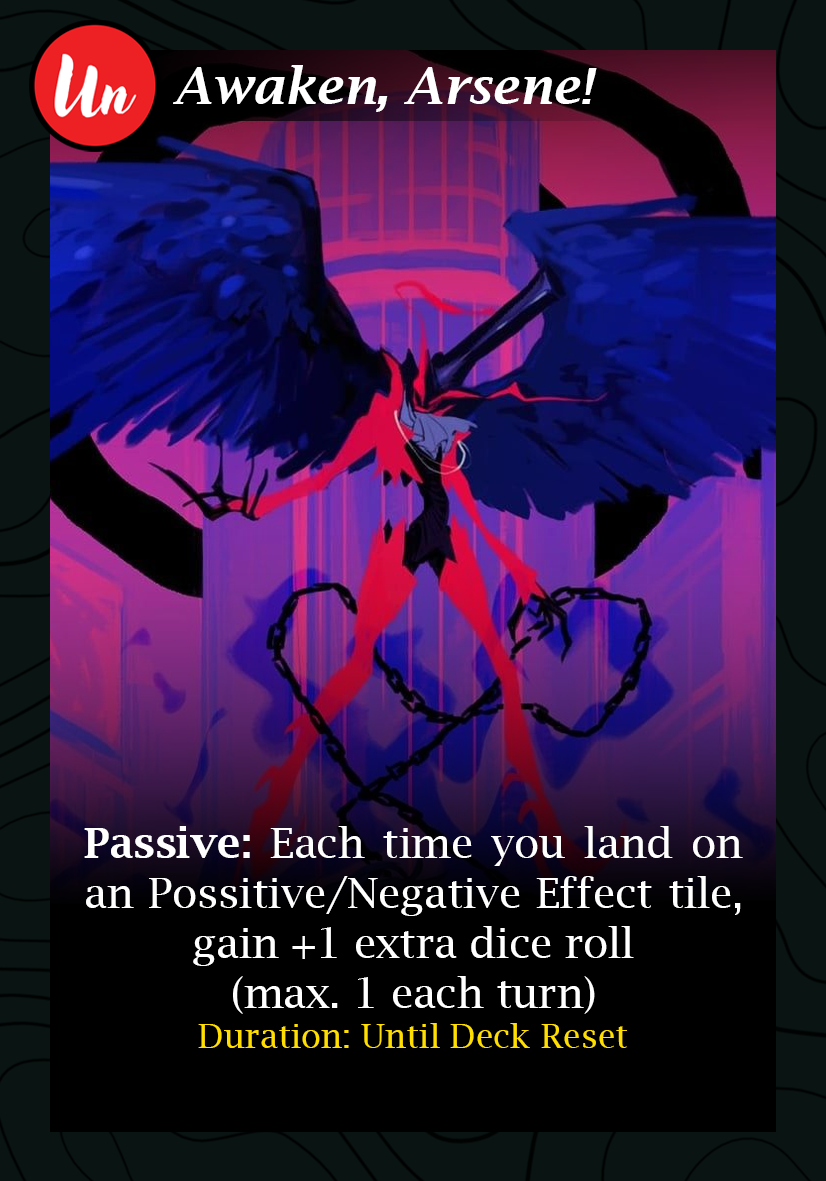 Un
Awaken, Arsene!
Passive: Each time you land on
an Possitive/Negative Effect tile,
gain +1 extra dice roll
(max. 1 each turn)
Duration: Until Deck Reset